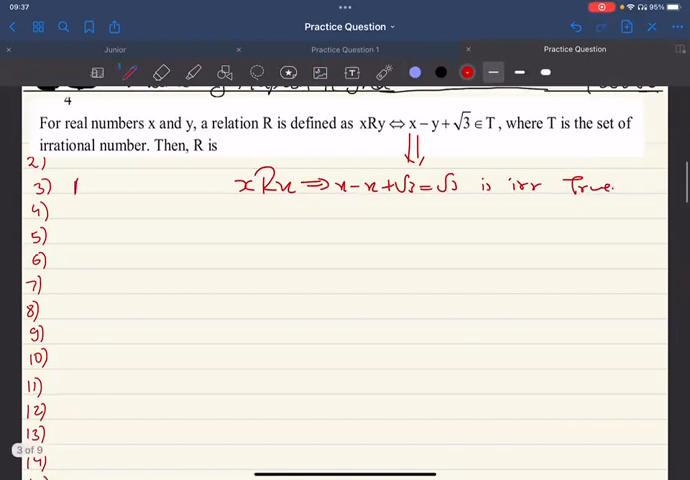 09:37
95%
Practice Question
Junior
Practice Question 1
Practice Question
4
For real numbers x and y, a relation R is defined as xRy ⇔ x − y + √3 ∈ T, where T is the set of
irrational number. Then, R is
2)
3) xRx ⇒ x − x + √3 = √3 is irr True.
4)
5)
6)
7)
8)
9)
10)
11)
12)
13)
3 of 9
14)